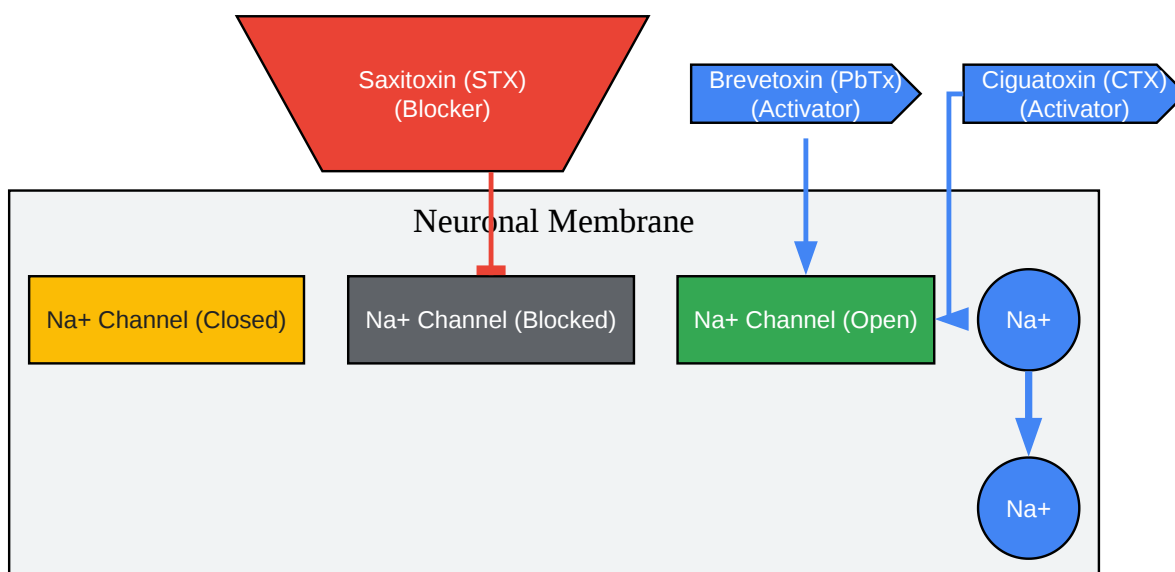 Saxitoxin (STX)
(Blocker)
Brevetoxin (PbTx)
(Activator)
Ciguatoxin (CTX)
(Activator)
Neuronal Membrane
Na+ Channel (Closed)
Na+ Channel (Blocked)
Na+ Channel (Open)
Na+
Na+